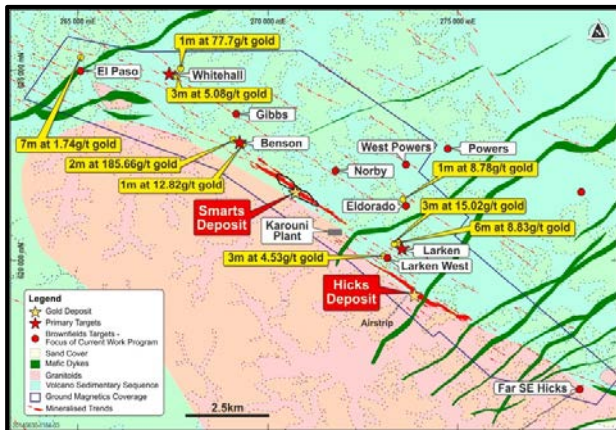 265 000 mE
270 000 mE
275 000 mE
1m at 77.7g/t gold
El Paso
Whitehall
3m at 5.08g/t gold
Gibbs
7m at 1.74g/t gold
Benson
West Powers
Powers
2m at 185.66g/t gold
Norby
1m at 8.78g/t gold
1m at 12.82g/t gold
Eldorado
3m at 15.02g/t gold
Smarts
Deposit
Karouni
Plant
6m at 8.83g/t gold
Larken
3m at 4.53g/t gold
Larken West
620 000 mN
Hicks
Deposit
Airstrip
Far SE Hicks
Legend
Gold Deposit
Primary Targets
Brownfields Targets -
Focus of Current Work Program
Sand Cover
Mafic Dykes
Granitoids
Volcano Sedimentary Sequence
Ground Magnetics Coverage
Mineralised Trends
2.5km